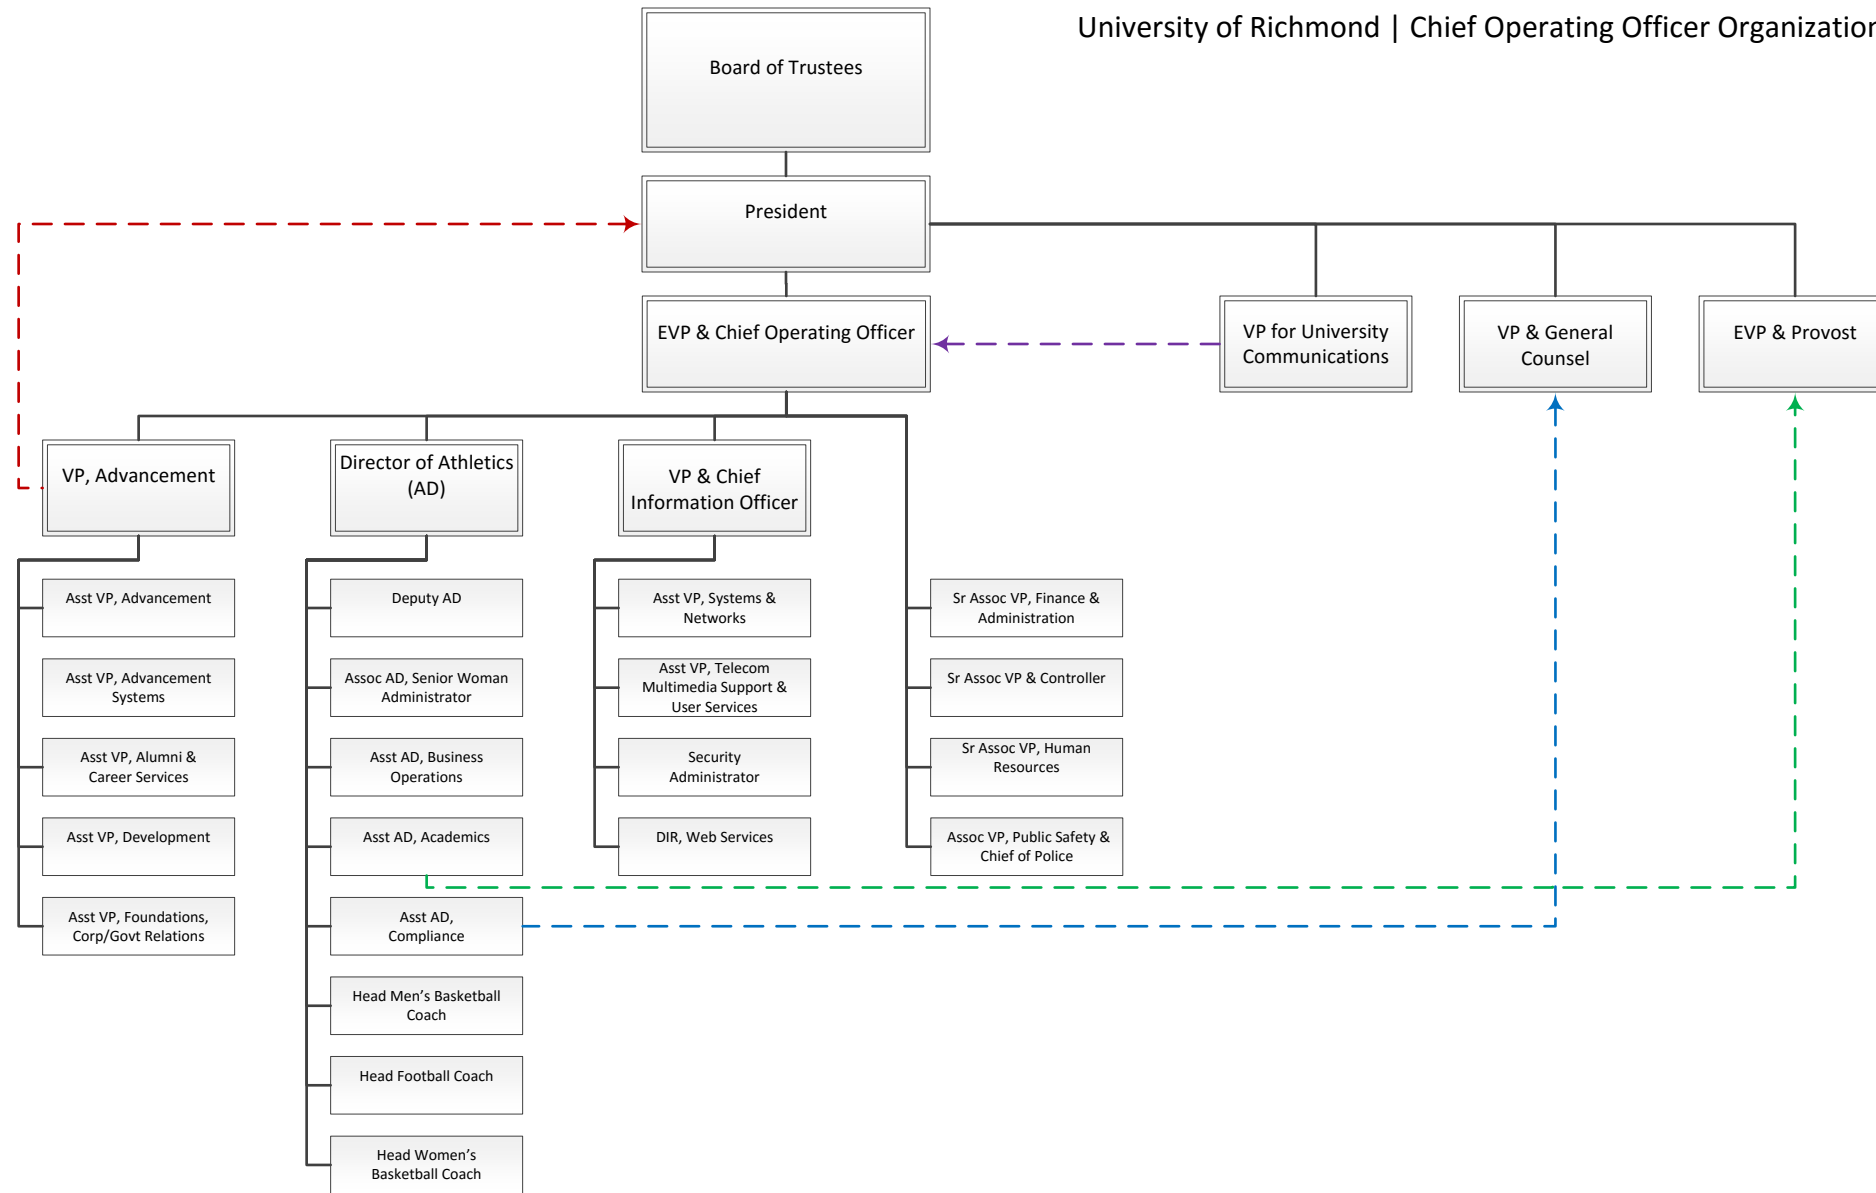 University of Richmond | Chief Operating Officer Organization
Board of Trustees
President
EVP & Chief Operating Officer
VP for University
Communications
VP & General
Counsel
EVP & Provost
VP, Advancement
Director of Athletics
(AD)
VP & Chief
Information Officer
Asst VP, Advancement
Asst VP, Advancement
Systems
Asst VP, Alumni &
Career Services
Asst VP, Development
Asst VP, Foundations,
Corp/Govt Relations
Deputy AD
Assoc AD, Senior Woman
Administrator
Asst AD, Business
Operations
Asst AD, Academics
Asst AD,
Compliance
Head Men’s Basketball
Coach
Head Football Coach
Head Women’s
Basketball Coach
Asst VP, Systems &
Networks
Asst VP, Telecom
Multimedia Support &
User Services
Security
Administrator
DIR, Web Services
Sr Assoc VP, Finance &
Administration
Sr Assoc VP & Controller
Sr Assoc VP, Human
Resources
Assoc VP, Public Safety &
Chief of Police